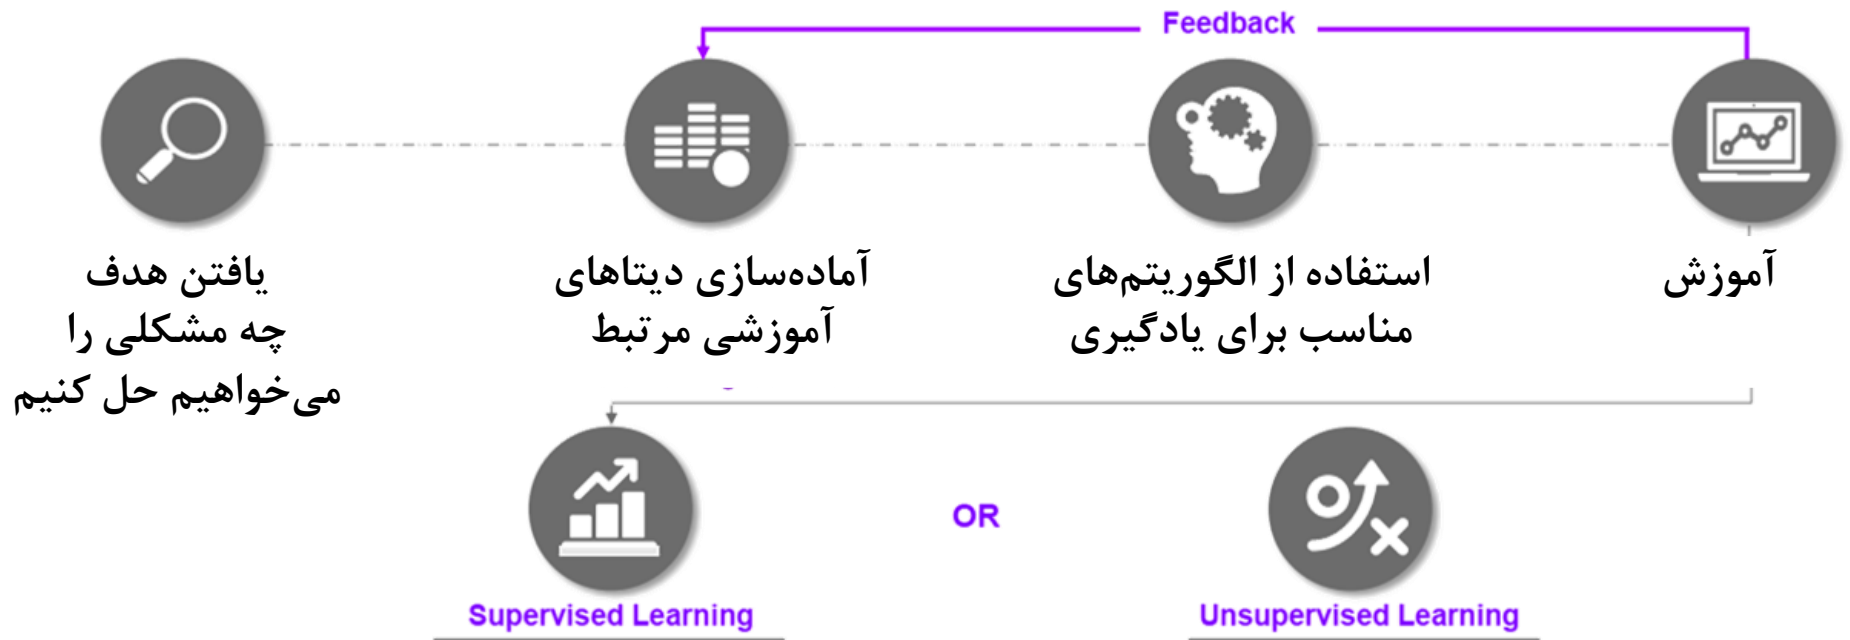 Feedback
یافتن هدف
چه مشکلی را
می‌خواهیم حل کنیم
آماده‌سازی دیتاهای
آموزشی مرتبط
استفاده از الگوریتم‌های
مناسب برای یادگیری
آموزش
OR
Supervised Learning
Unsupervised Learning